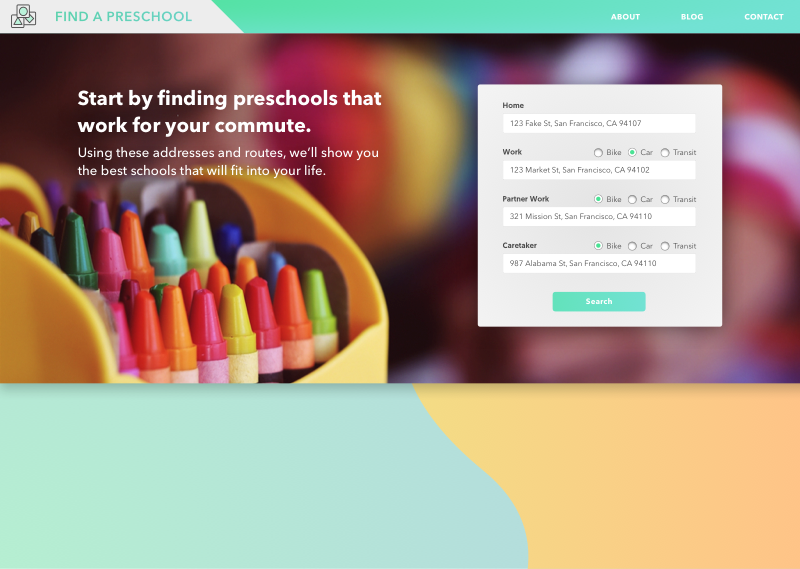 FIND A PRESCHOOL
ABOUT BLOG CONTACT
Start by finding preschools that
work for your commute.
Using these addresses and routes, we'll show you
the best schools that will fit into your life.
Home
123 Fake St, San Francisco, CA 94107
Work Bike Car Transit
123 Market St, San Francisco, CA 94102
Partner Work Bike Car Transit
321 Mission St, San Francisco, CA 94110
Caretaker Bike Car Transit
987 Alabama St, San Francisco, CA 94110
Search